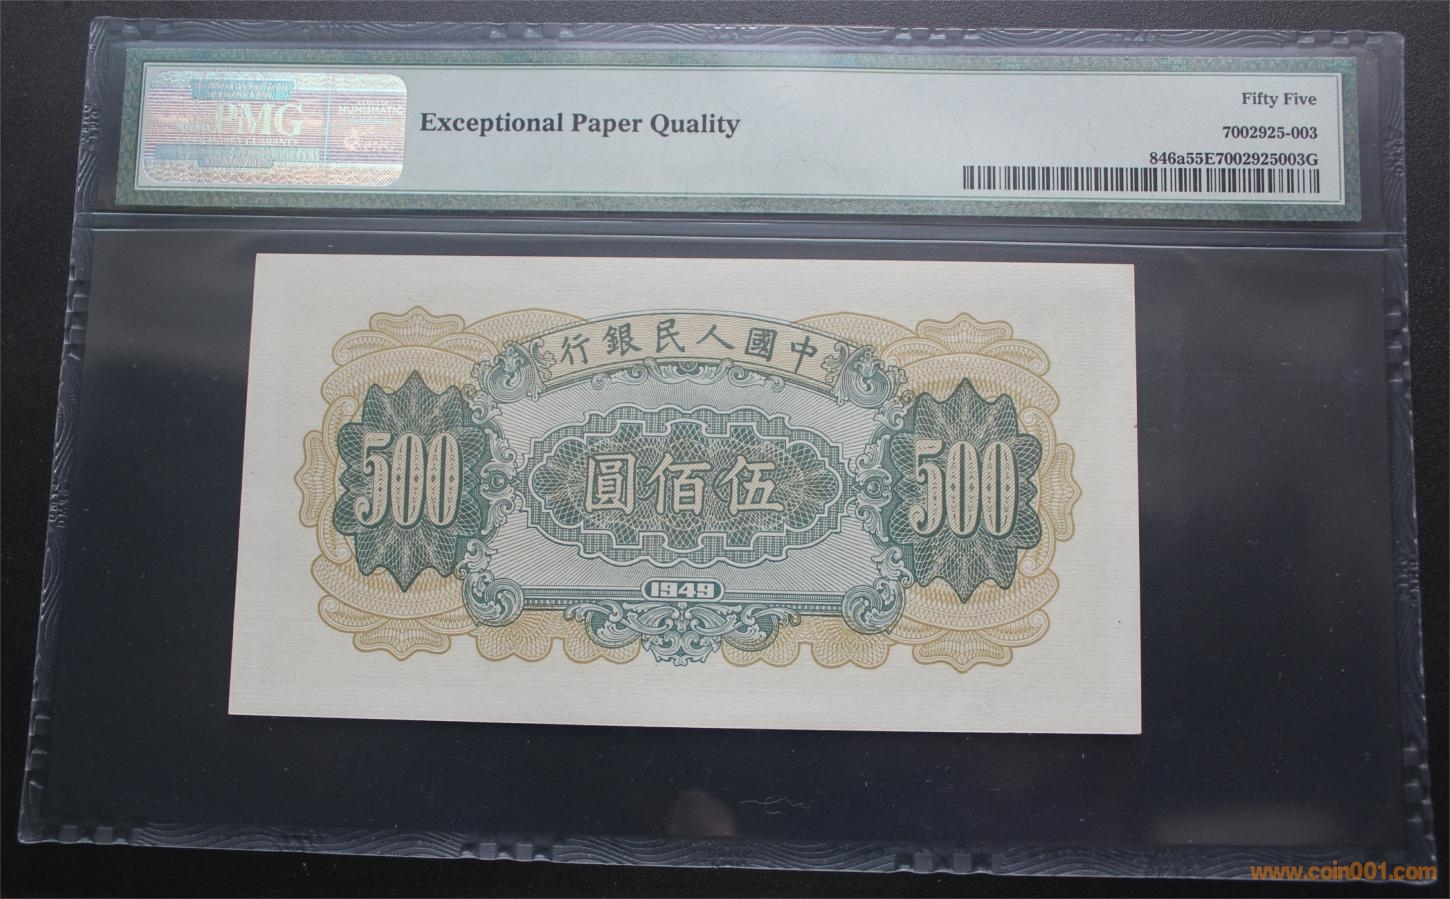 PMG
NUMISMATIC
Exceptional Paper Quality
Fifty Five
7002925-003
846a55E7002925003G
行銀民人國中
500
圓佰伍
500
1949
www.coin001.com